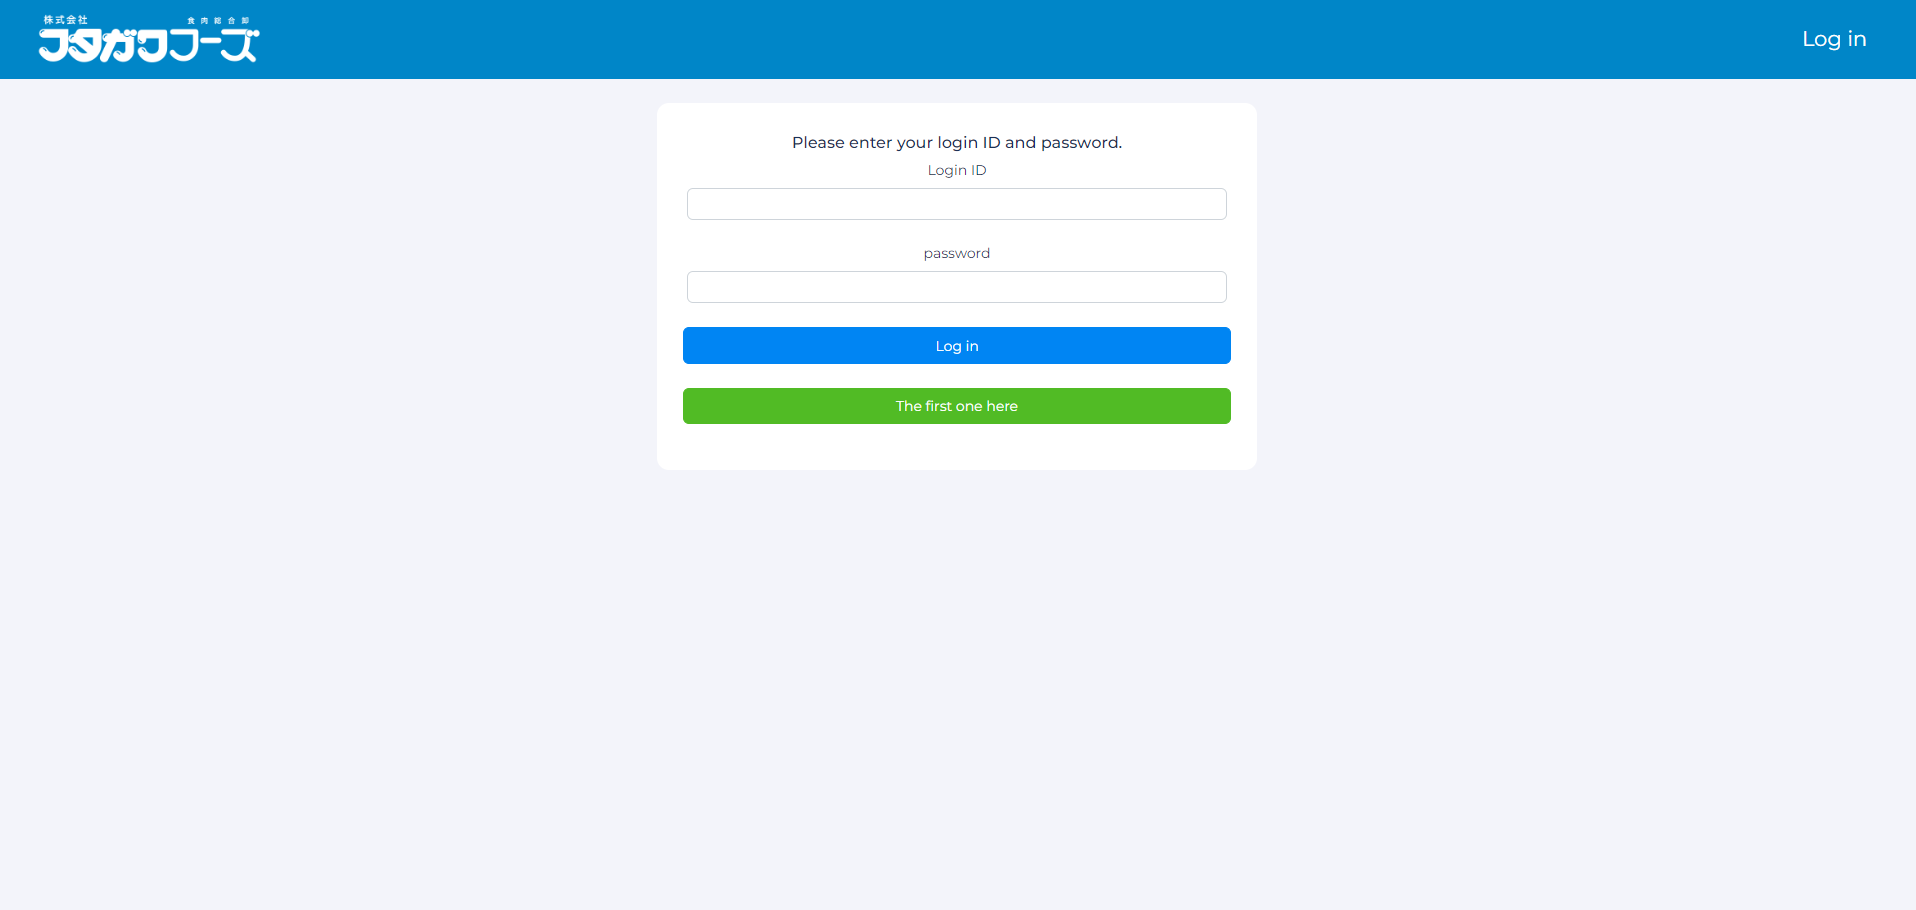 株式会社
食肉総合卸
フタガワフーズ
Log in
Please enter your login ID and password.
Login ID
password
Log in
The first one here